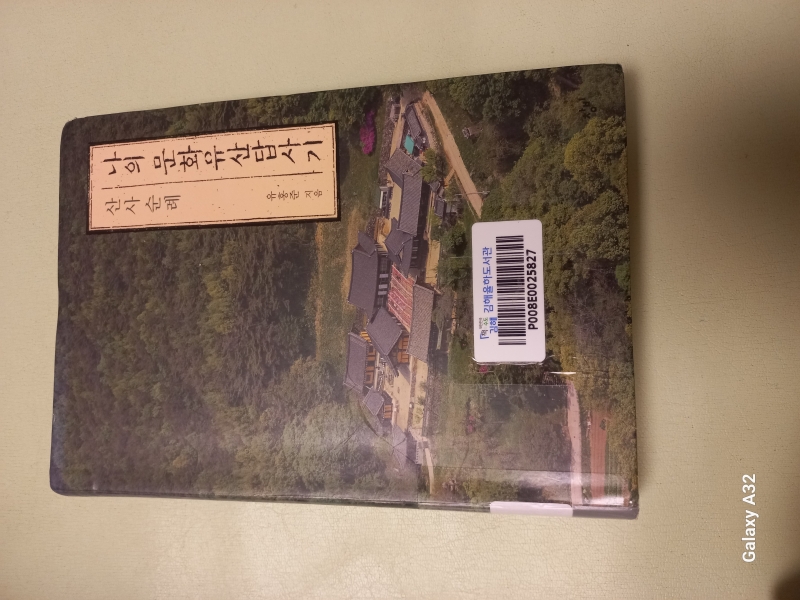 나의 문화유산답사기
산사 순례
유홍준 지음
김해율하도서관
P008E0025827
Galaxy A32